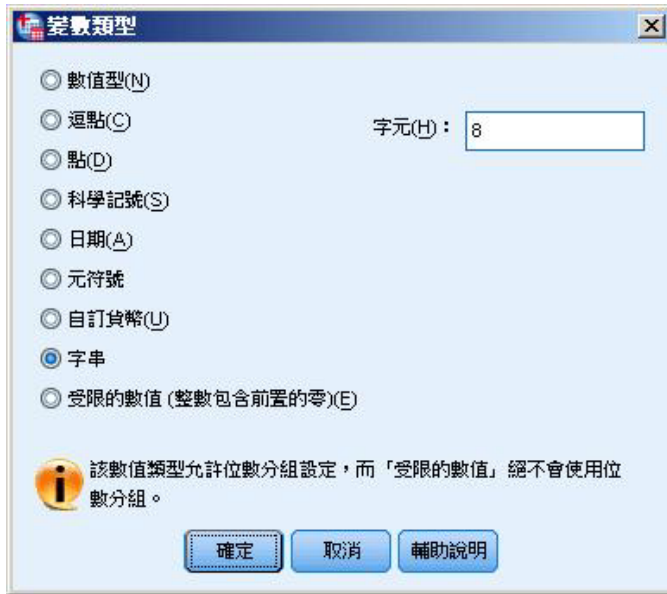 變數類型
數值型(N)
逗點(C)
字元(H)： 8
點(D)
科學記號(S)
日期(A)
元符號
自訂貨幣(U)
字串
受限的數值 (整數包含前置的零)(E)
該數值類型允許位數分組設定，而「受限的數值」絕不會使用位
數分組。
確定 取消 輔助說明